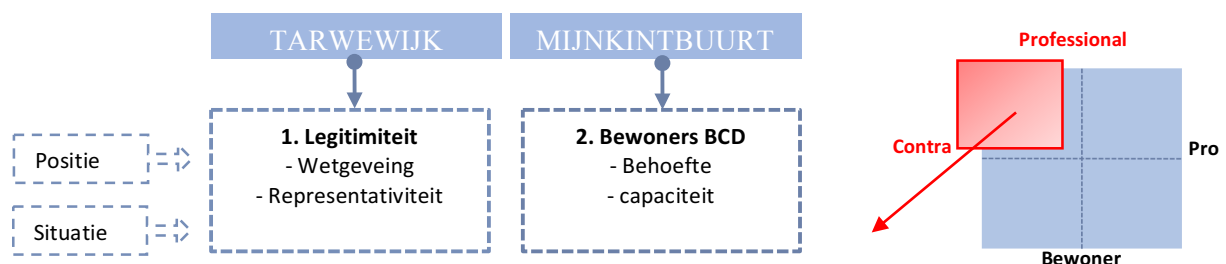 TARWEWIJK
MIJNKINTBUURT
Positie
Situatie
1. Legitimiteit
- Wetgeveing
- Representativiteit
2. Bewoners BCD
- Behoefte
- capaciteit
Professional
Contra
Pro
Bewoner